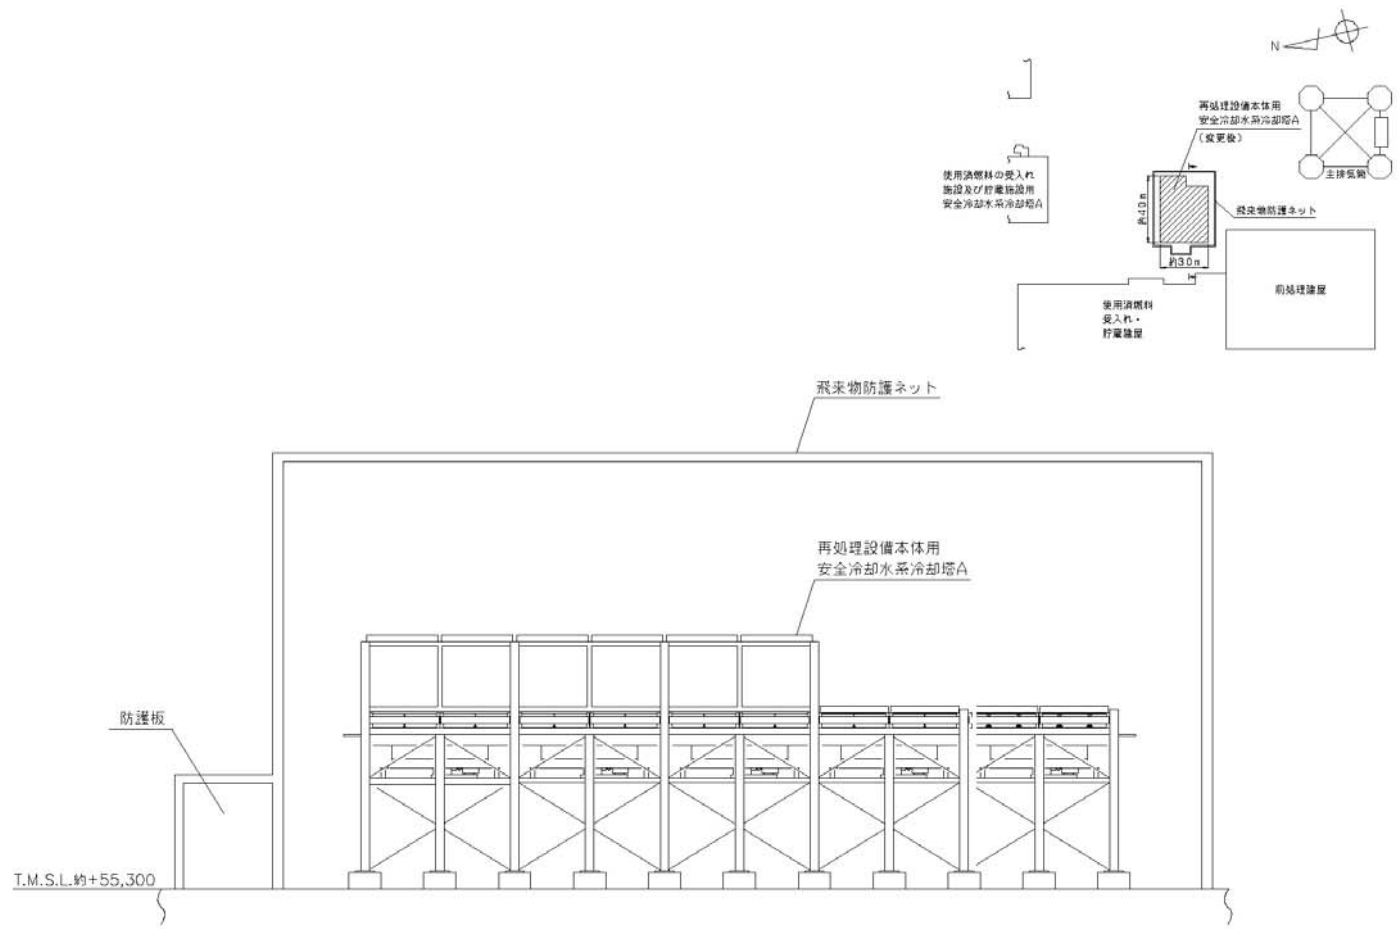 N
再処理設備本体用
安全冷却水系冷却塔A
(変更後)
主排気筒
使用済燃料の受入れ
施設及び貯蔵施設用
安全冷却水系冷却塔A
約40m
飛来物防護ネット
約30m
前処理建屋
使用済燃料
受入れ・
貯蔵建屋
飛来物防護ネット
再処理設備本体用
安全冷却水系冷却塔A
防護板
T.M.S.L.約+55,300